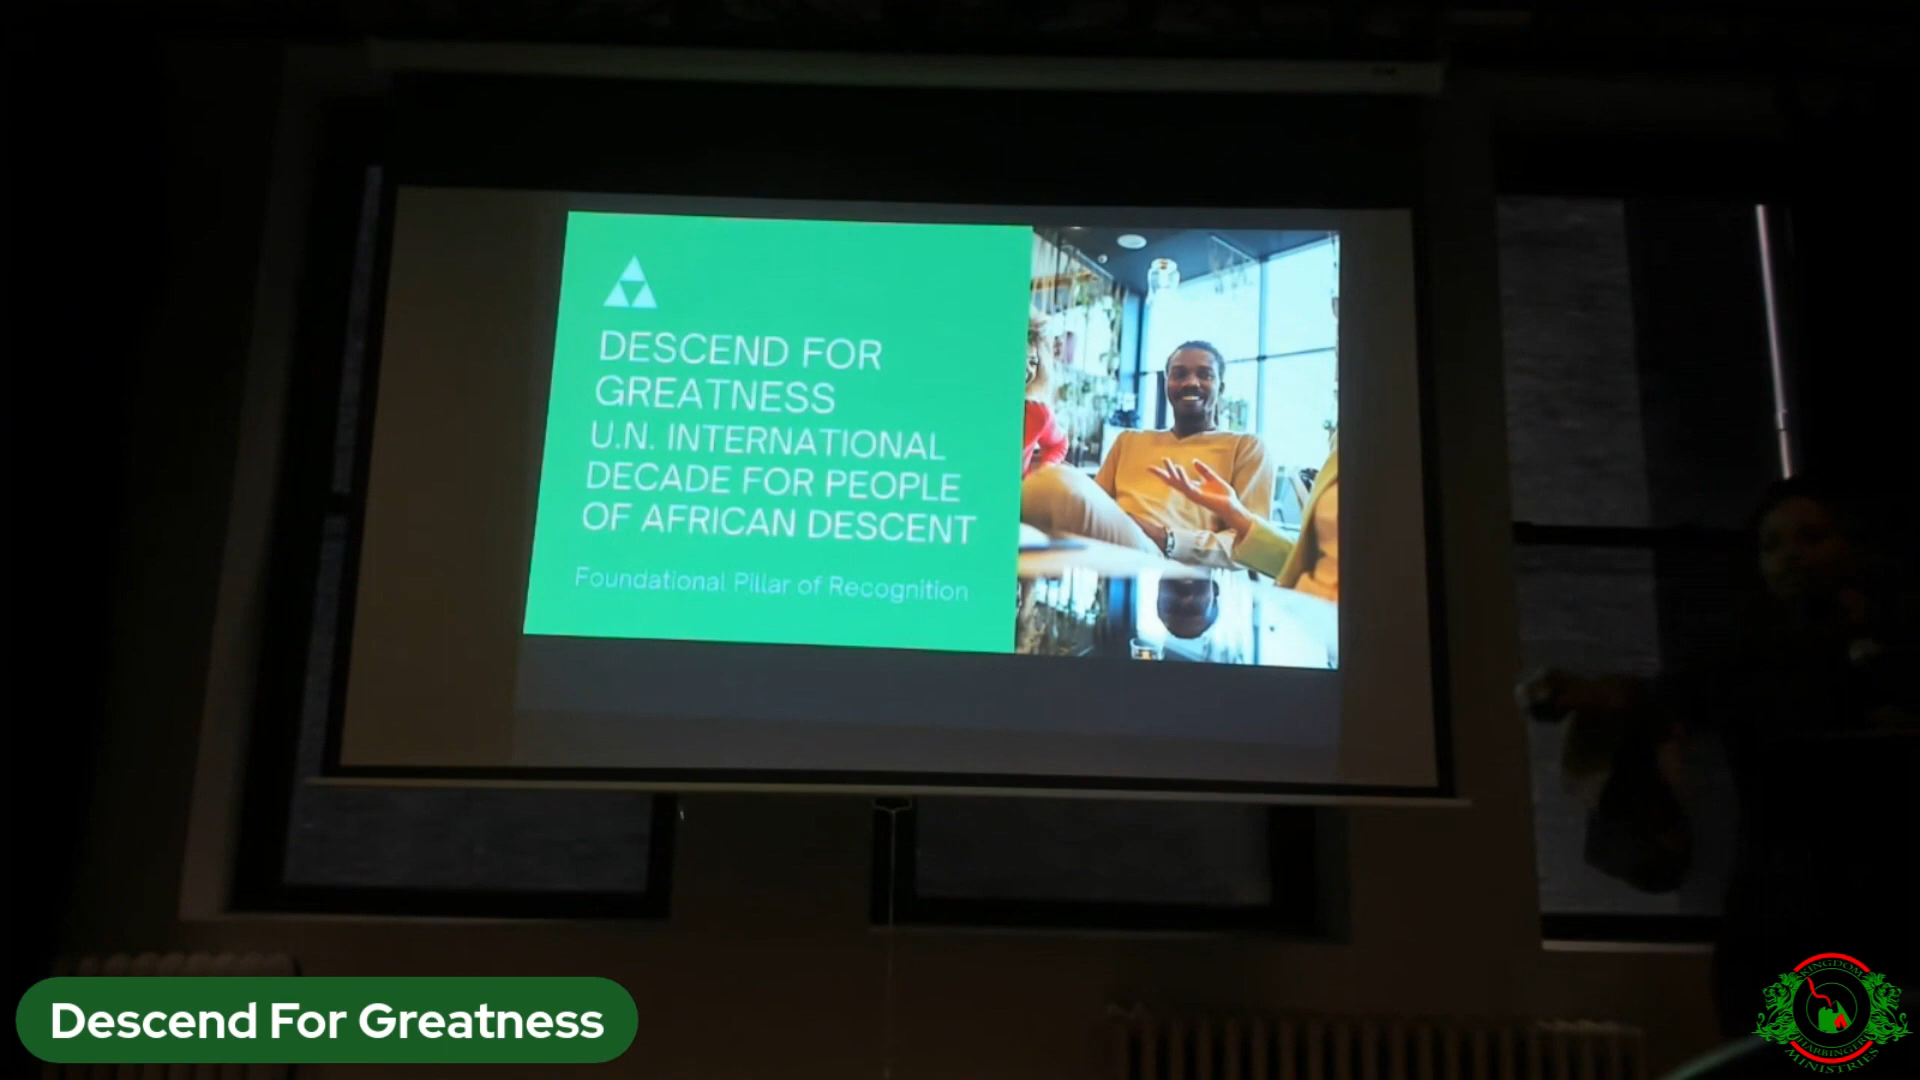 DESCEND FOR
GREATNESS
U.N. INTERNATIONAL
DECADE FOR PEOPLE
OF AFRICAN DESCENT
Foundational Pillar of Recognition
Descend For Greatness
KINGDOM
HARBINGER
MINISTRIES